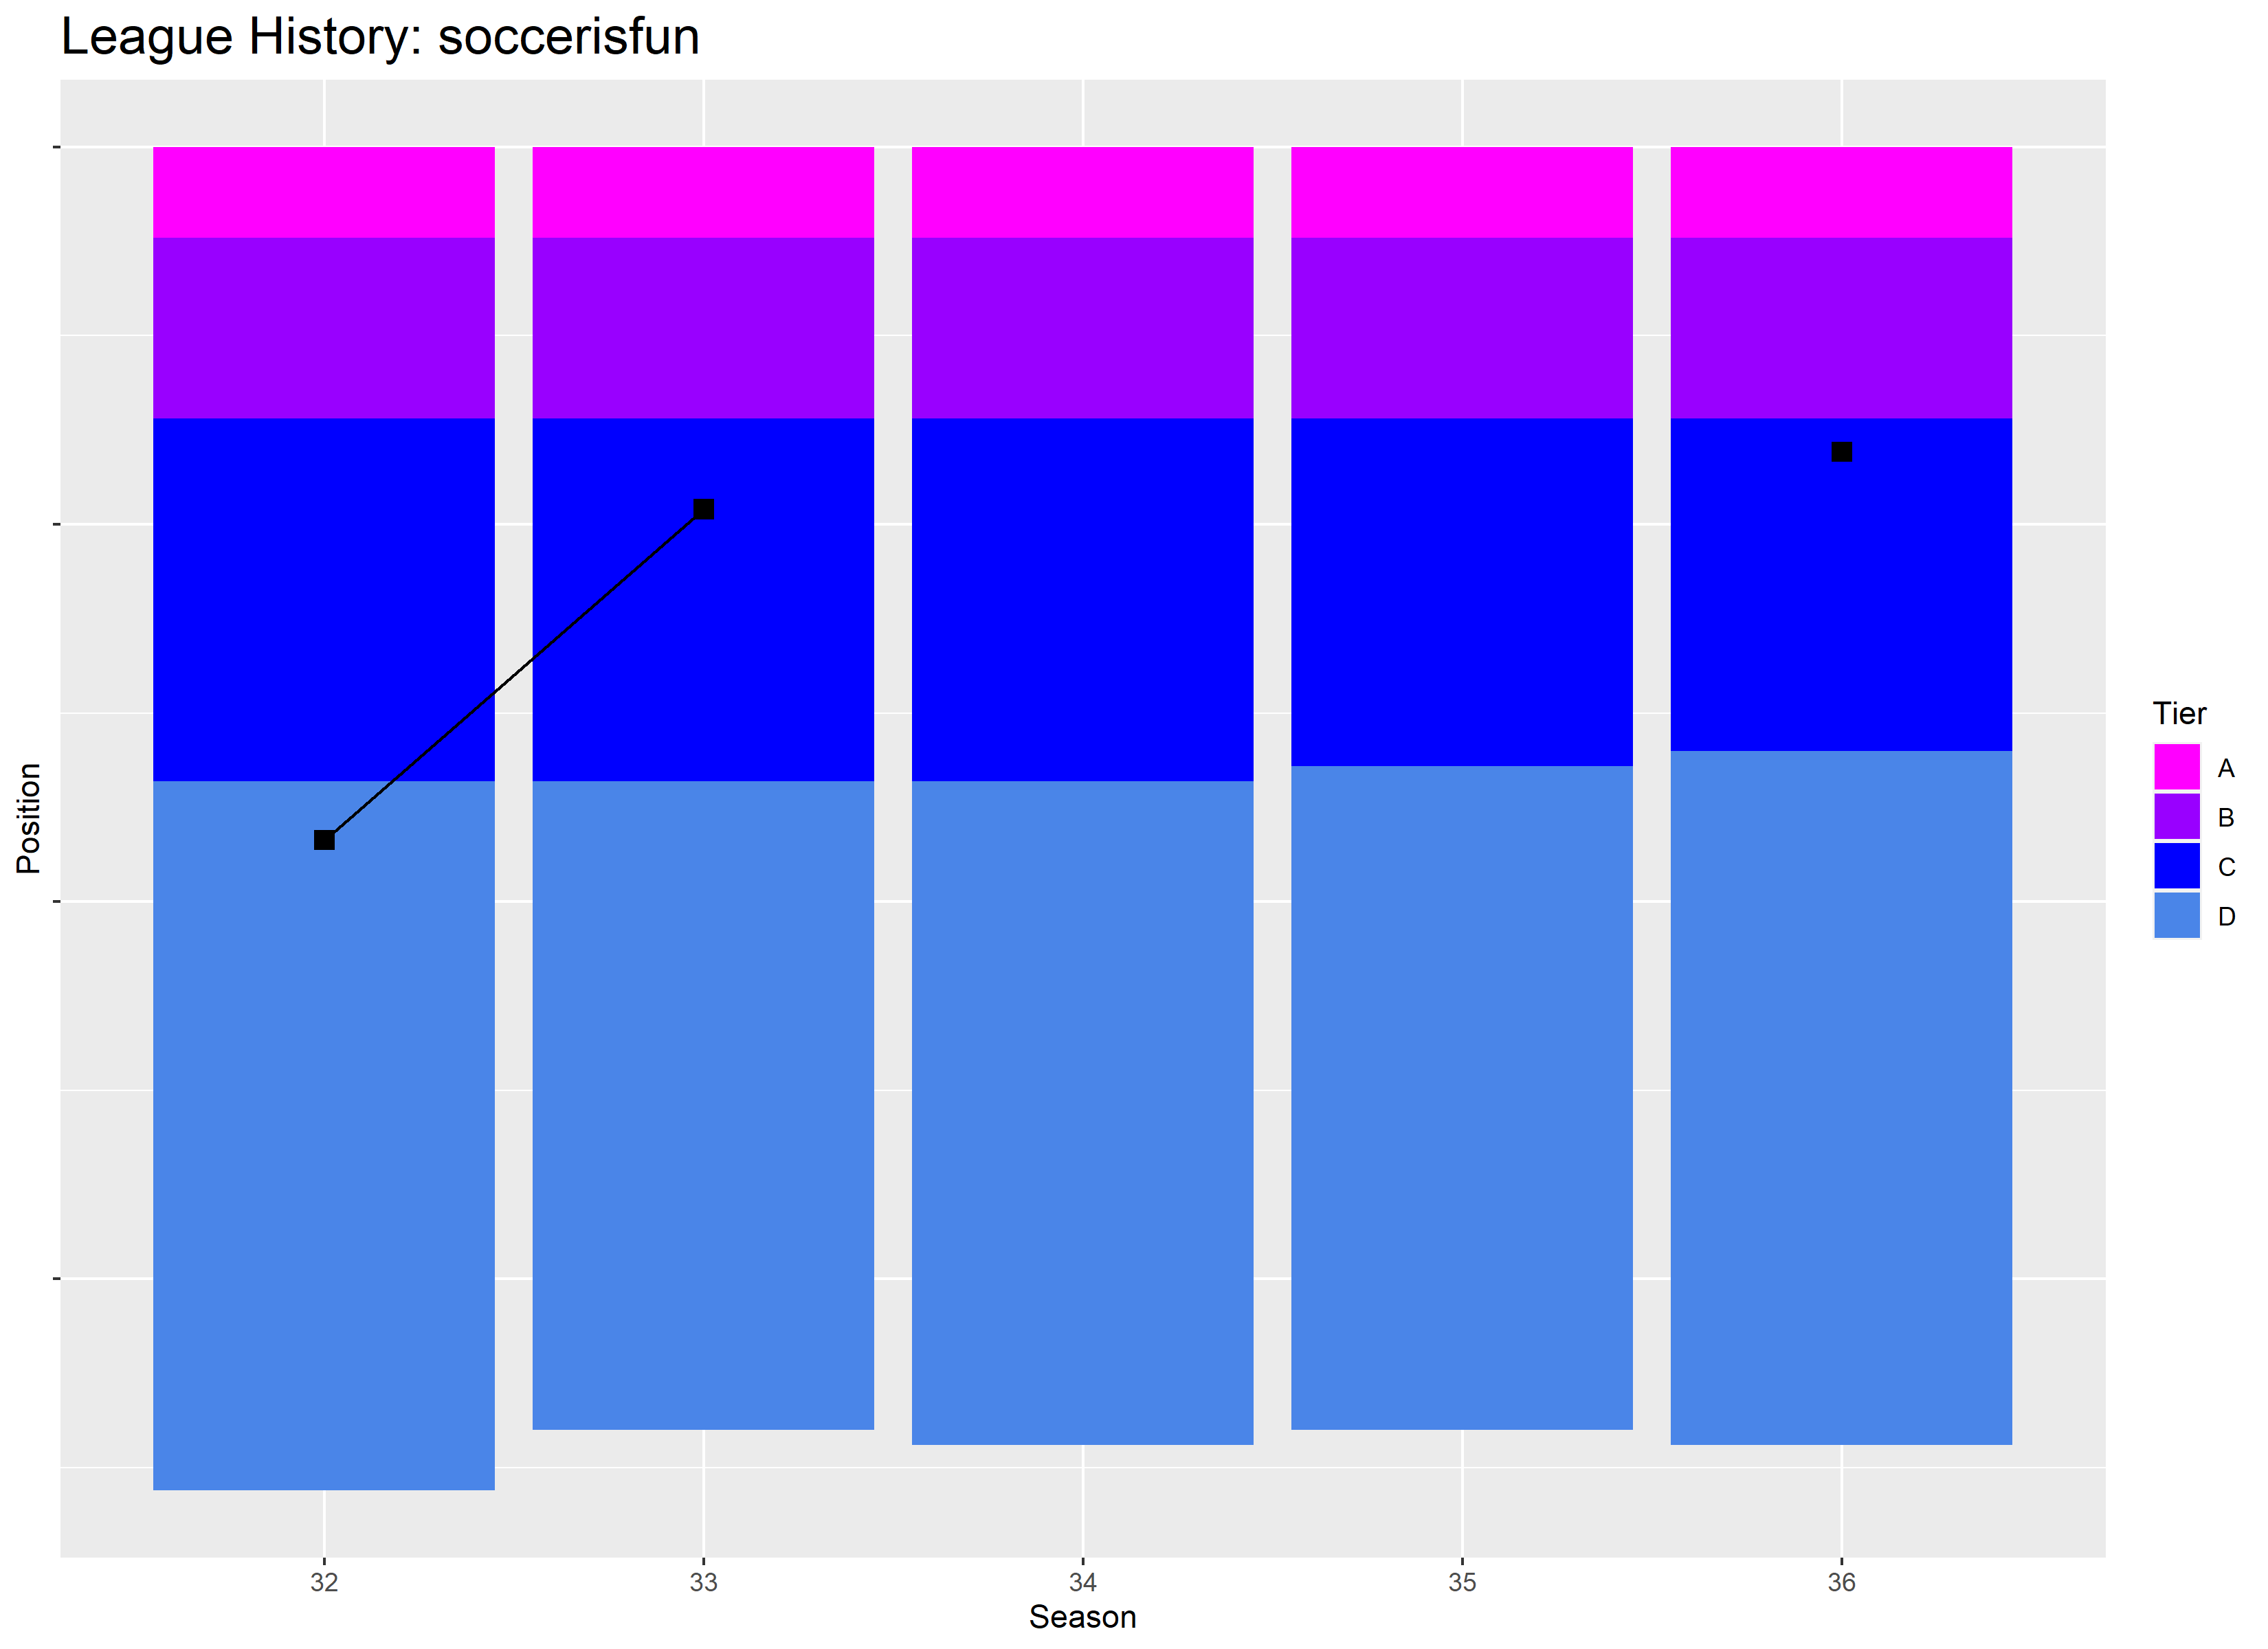 League History: soccerisfun
Position
Tier
A
B
C
D
32 33 34 35 36
Season